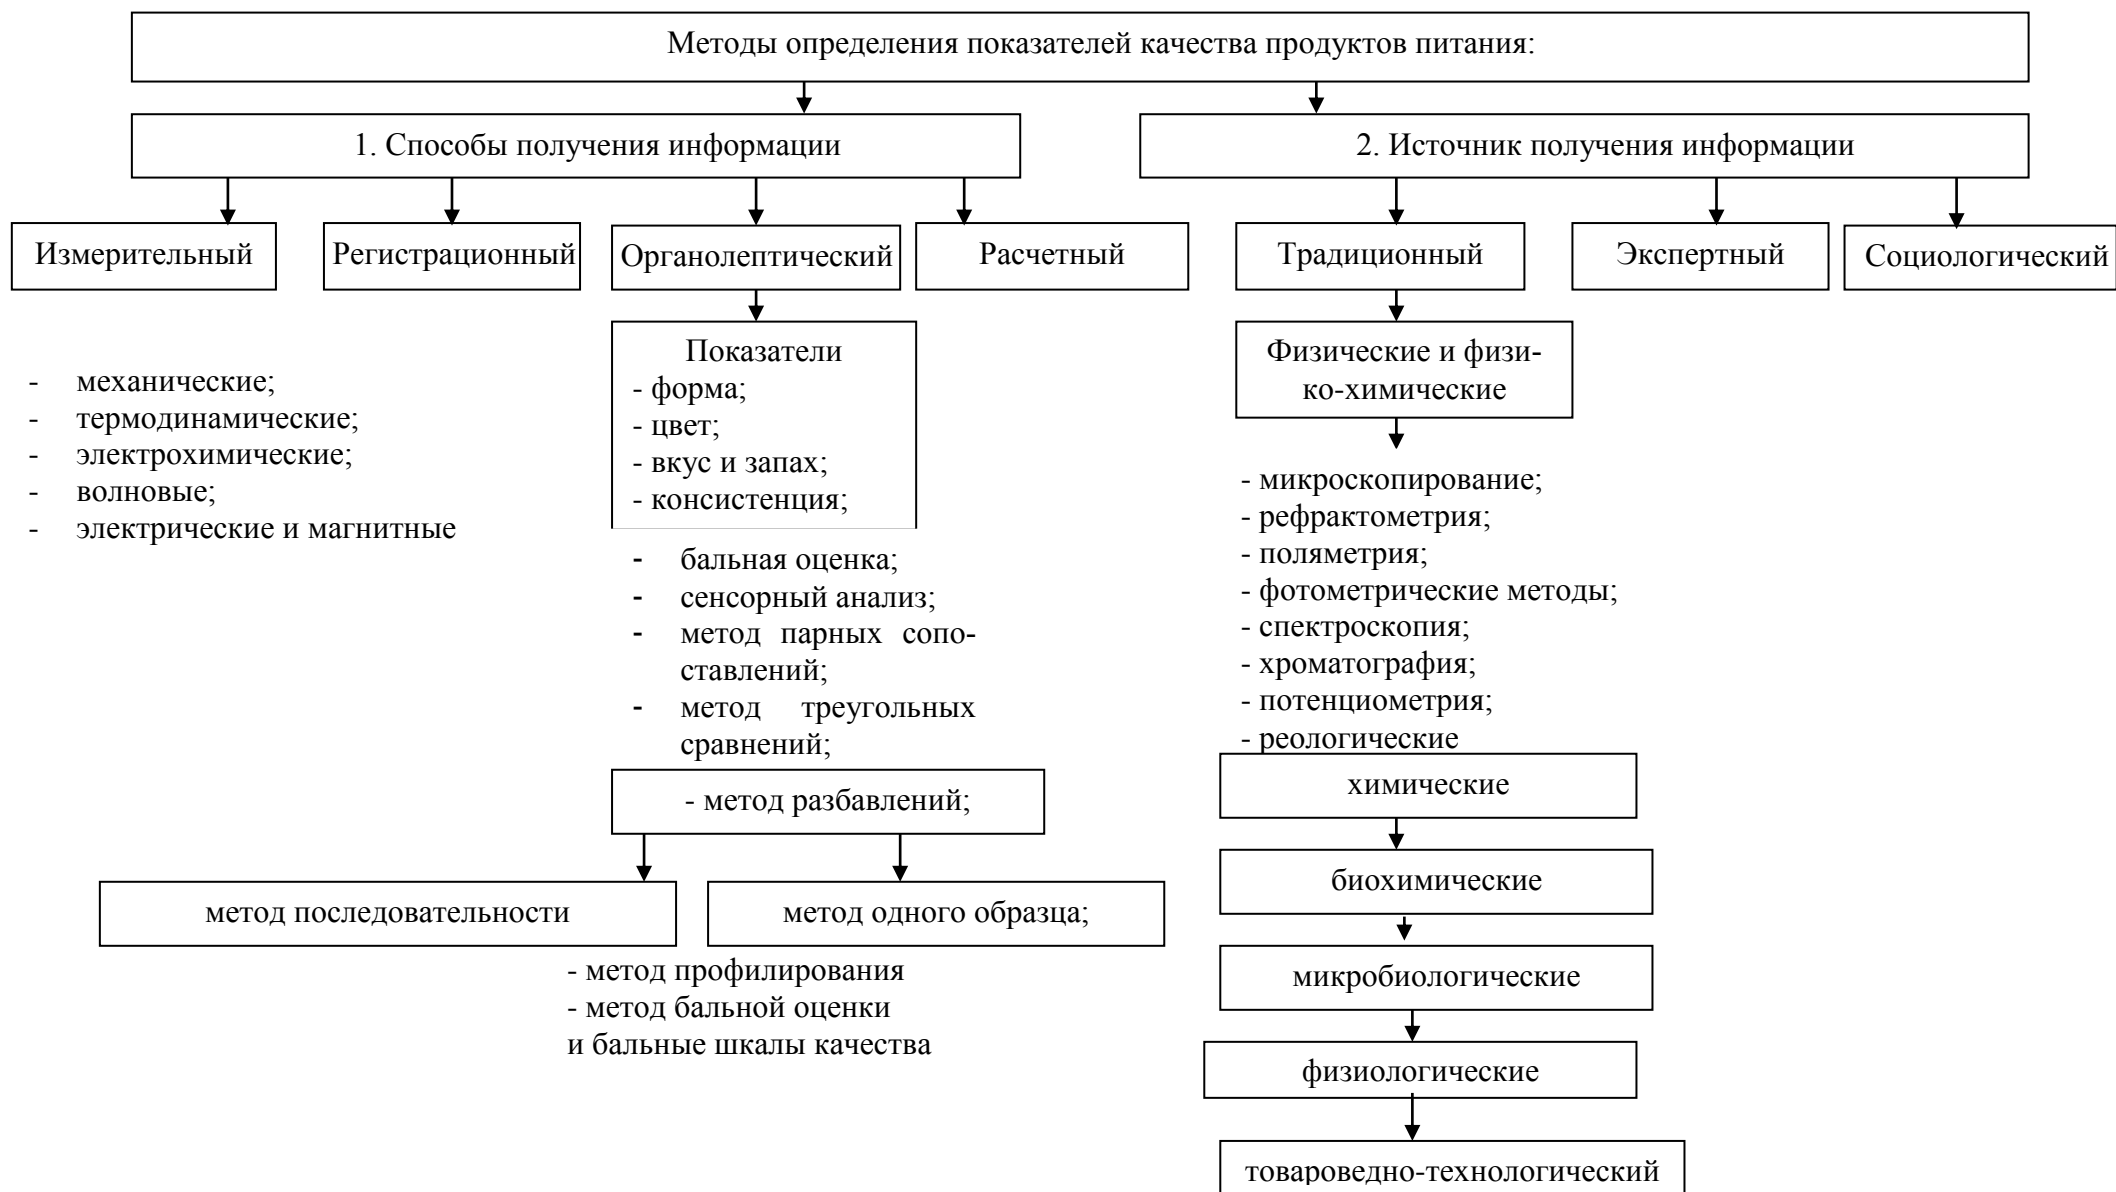 Методы определения показателей качества продуктов питания:
1. Способы получения информации
2. Источник получения информации
Измерительный
Регистрационный
Органолептический
Расчетный
Традиционный
Экспертный
Социологический
- механические;
- термодинамические;
- электрохимические;
- волновые;
- электрические и магнитные
Показатели
- форма;
- цвет;
- вкус и запах;
- консистенция;
- бальная оценка;
- сенсорный анализ;
- метод парных сопо-
ставлений;
- метод треугольных
сравнений;
- метод разбавлений;
метод последовательности
метод одного образца;
- метод профилирования
- метод бальной оценки
и бальные шкалы качества
Физические и физи-
ко-химические
- микроскопирование;
- рефрактометрия;
- поляметрия;
- фотометрические методы;
- спектроскопия;
- хроматография;
- потенциометрия;
- реологические
химические
биохимические
микробиологические
физиологические
товароведно-технологический